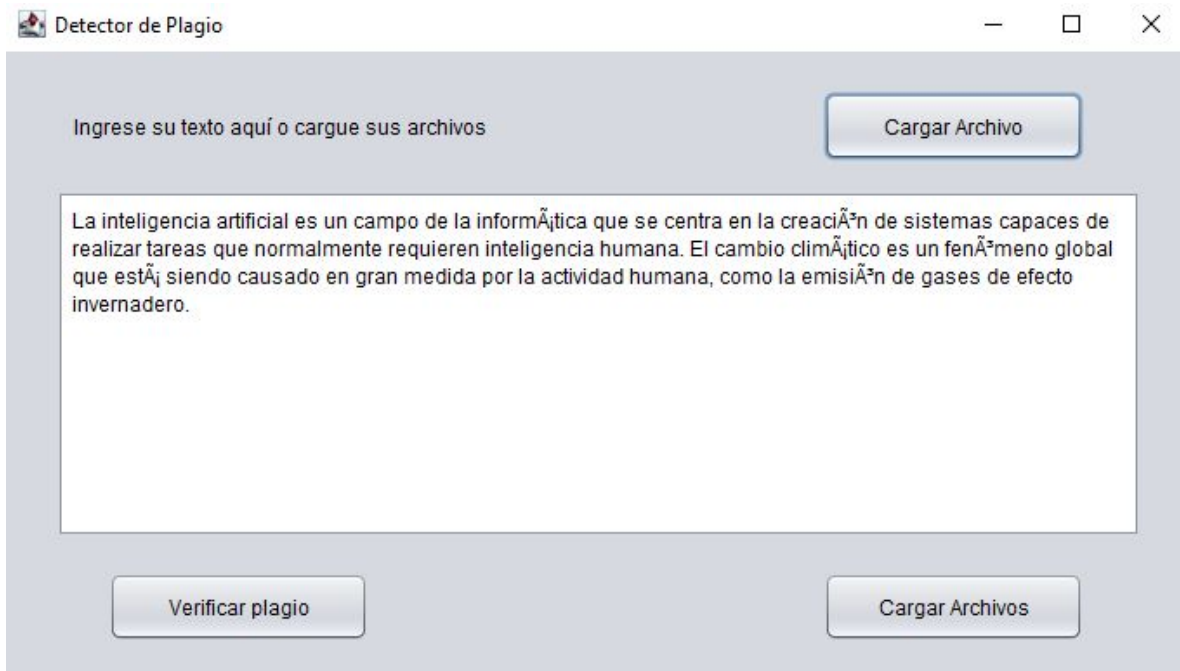 Detector de Plagio
Ingrese su texto aquí o cargue sus archivos
Cargar Archivo
La inteligencia artificial es un campo de la informÃ¡tica que se centra en la creaciÃ³n de sistemas capaces de
realizar tareas que normalmente requieren inteligencia humana. El cambio climÃ¡tico es un fenÃ³meno global
que estÃ¡ siendo causado en gran medida por la actividad humana, como la emisiÃ³n de gases de efecto
invernadero.
Verificar plagio
Cargar Archivos